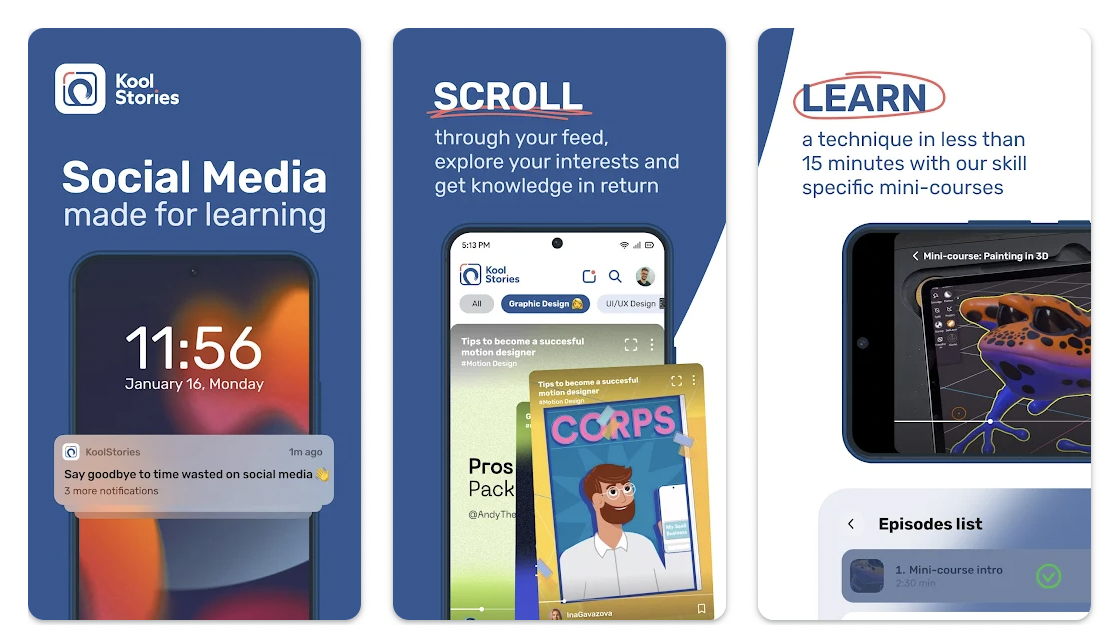 Kool
Stories
Social Media
made for learning
11:56
January 16, Monday
KoolStories
1m ago
Say goodbye to time wasted on social media👋
3 more notifications
SCROLL
through your feed,
explore your interests and
get knowledge in return
5:13 PM
Kool
Stories
All
Graphic Design
UI/UX Design
Tips to become a succesful
motion designer
#Motion Design
Tips to become a succesful
motion designer
#Motion Design
CORPS
Pros
Pack
@AndyThe
My Small
Business
InaGavazova
LEARN
a technique in less than
15 minutes with our skill
specific mini-courses
Mini-course: Painting in 3D
Episodes list
1. Mini-course intro
2:30 min